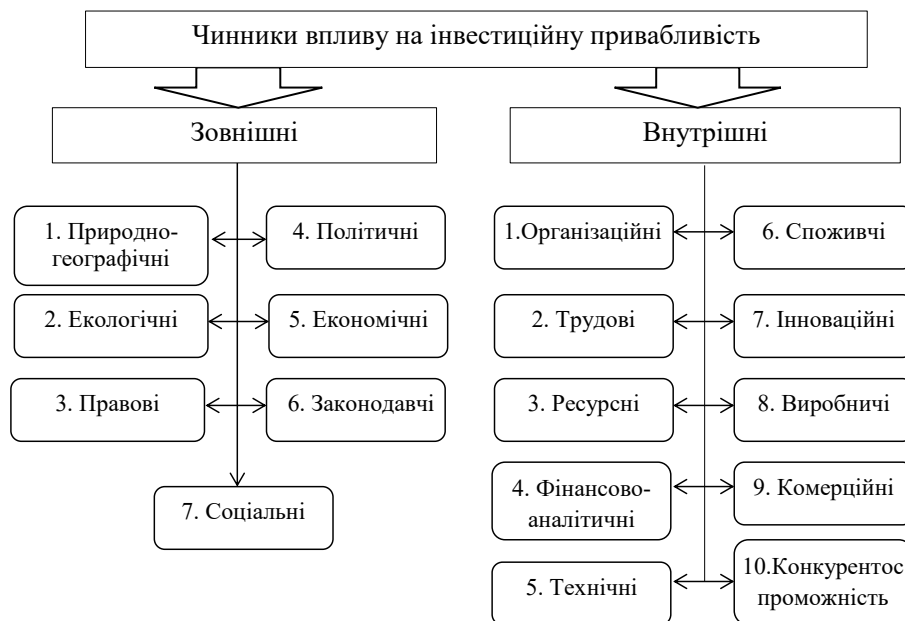 Чинники впливу на інвестиційну привабливість
Зовнішні
1. Природно-
географічні
2. Екологічні
3. Правові
4. Політичні
5. Економічні
6. Законодавчі
7. Соціальні
Внутрішні
1.Організаційні
2. Трудові
3. Ресурсні
4. Фінансово-
аналітичні
5. Технічні
6. Споживчі
7. Інноваційні
8. Виробничі
9. Комерційні
10.Конкурентос
проможність